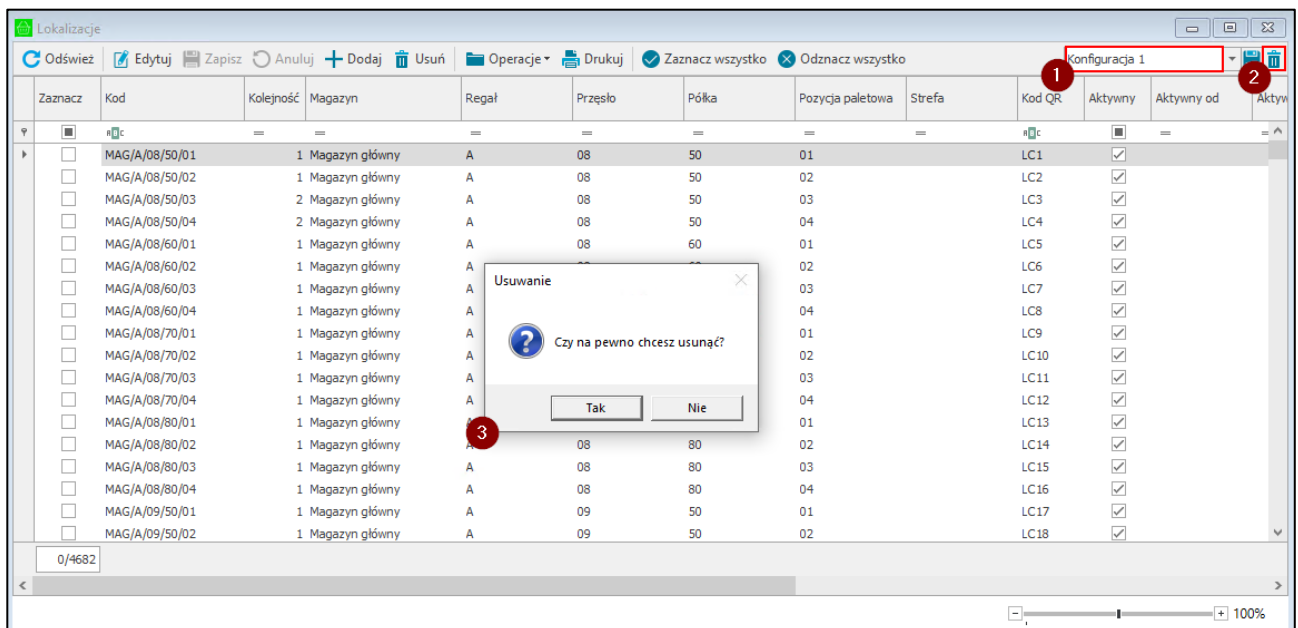 Lokalizacje
Odśwież Edytuj Zapisz Anuluj Dodaj Usuń Operacje Drukuj Zaznacz wszystko Odznacz wszystko Konfiguracja 1
1 2
Zaznacz Kod Kolejność Magazyn Regał Przęsło Półka Pozycja paletowa Strefa Kod QR Aktywny Aktywny od Aktyw
MAG/A/08/50/01 1 Magazyn główny A 08 50 01 LC1
MAG/A/08/50/02 1 Magazyn główny A 08 50 02 LC2
MAG/A/08/50/03 2 Magazyn główny A 08 50 03 LC3
MAG/A/08/50/04 2 Magazyn główny A 08 50 04 LC4
MAG/A/08/60/01 1 Magazyn główny A 08 60 01 LC5
MAG/A/08/60/02 1 Magazyn główny A 02 LC6
MAG/A/08/60/03 1 Magazyn główny A 03 LC7
MAG/A/08/60/04 1 Magazyn główny A 04 LC8
MAG/A/08/70/01 1 Magazyn główny A 01 LC9
MAG/A/08/70/02 1 Magazyn główny A 02 LC10
MAG/A/08/70/03 1 Magazyn główny A 03 LC11
MAG/A/08/70/04 1 Magazyn główny A 04 LC12
MAG/A/08/80/01 1 Magazyn główny 01 LC13
MAG/A/08/80/02 1 Magazyn główny A 08 80 02 LC14
MAG/A/08/80/03 1 Magazyn główny A 08 80 03 LC15
MAG/A/08/80/04 1 Magazyn główny A 08 80 04 LC16
MAG/A/09/50/01 1 Magazyn główny A 09 50 01 LC17
MAG/A/09/50/02 1 Magazyn główny A 09 50 02 LC18
Usuwanie
Czy na pewno chcesz usunąć?
Tak Nie
3
0/4682
100%